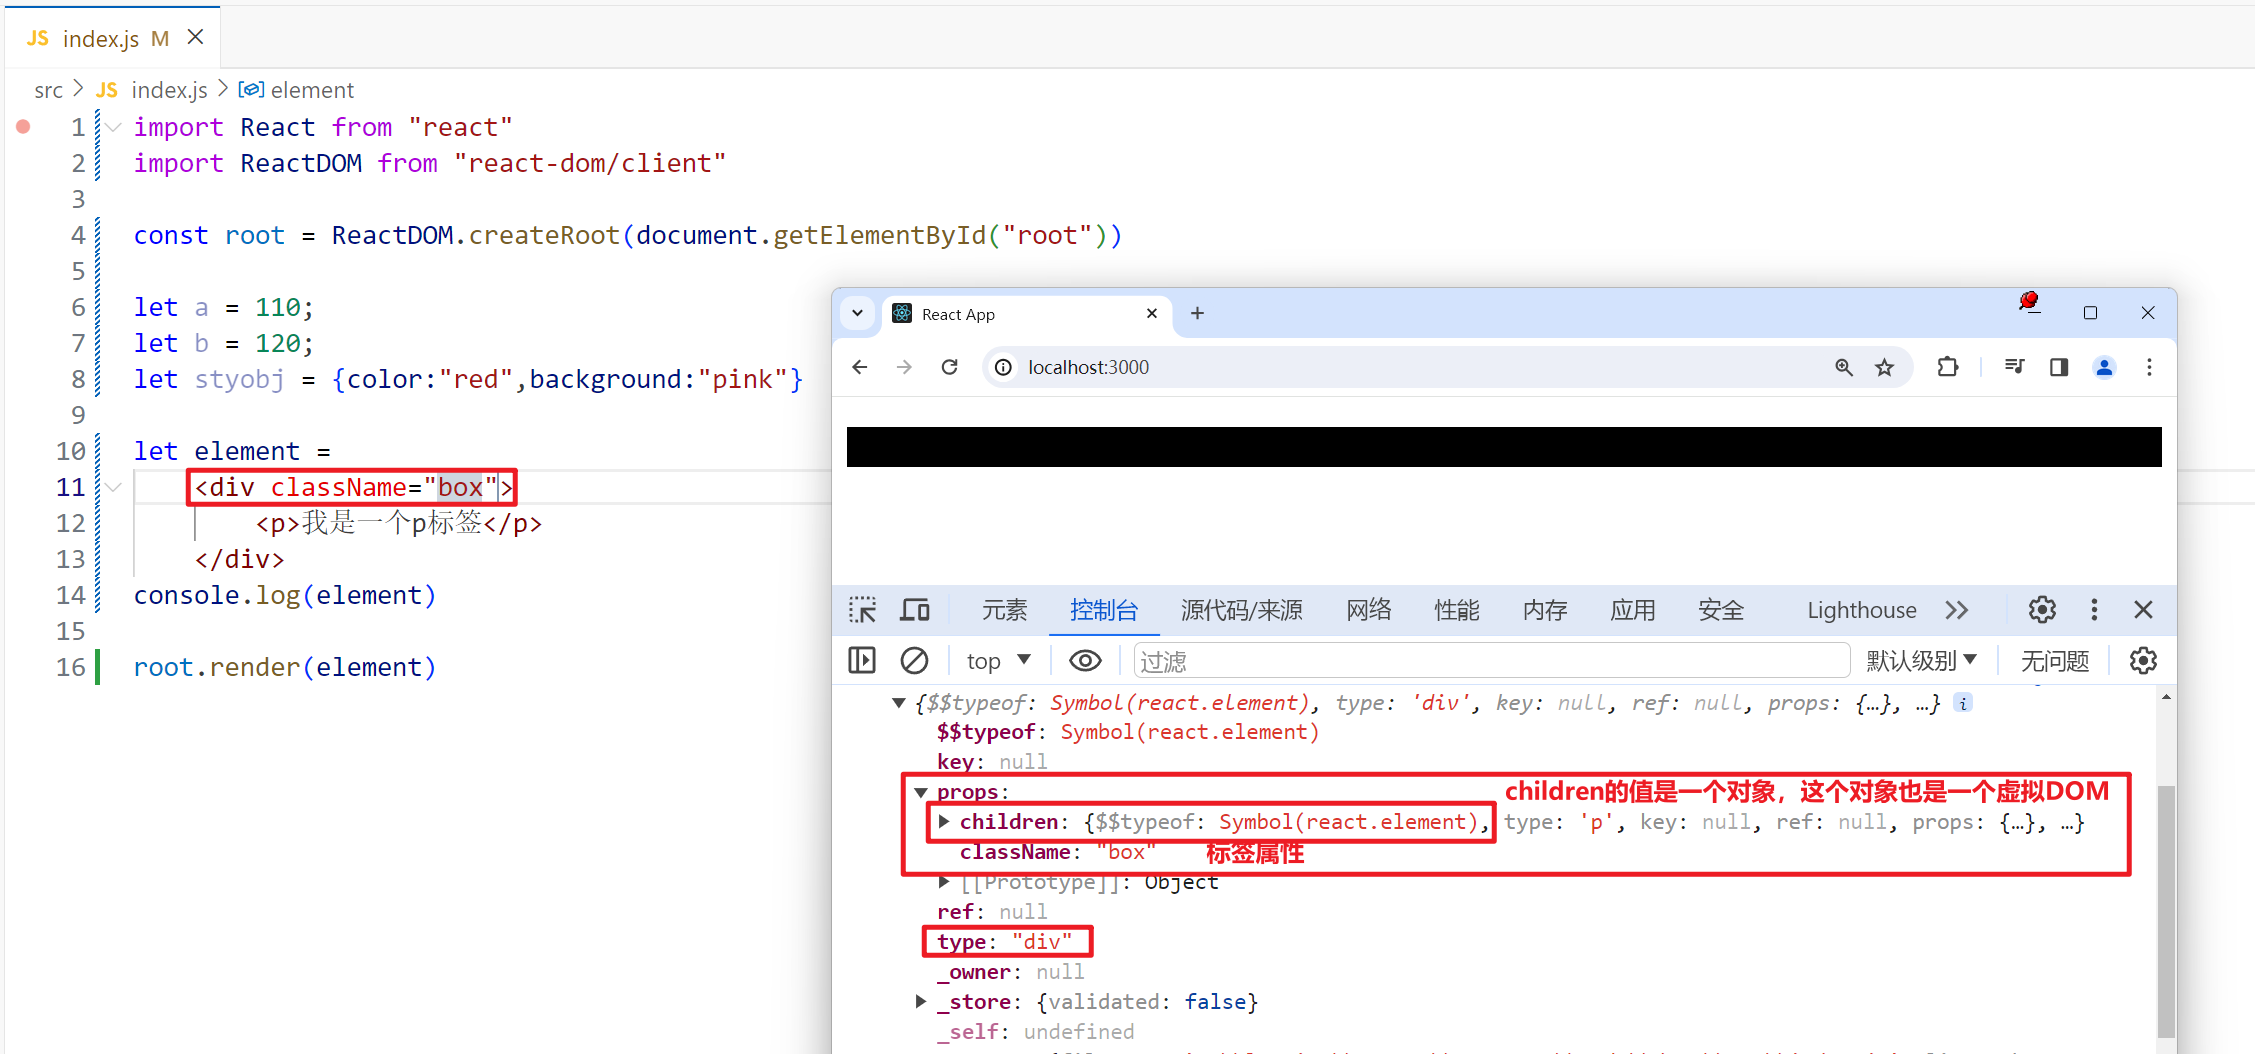 JS index.js M
src > JS index.js > element
1 import React from "react"
2 import ReactDOM from "react-dom/client"
3
4 const root = ReactDOM.createRoot(document.getElementById("root"))
5
6 let a = 110;
7 let b = 120;
8 let styobj = {color:"red",background:"pink"}
9
10 let element =
11 <div className="box">
12 <p>我是一个p标签</p>
13 </div>
14 console.log(element)
15
16 root.render(element)
React App
localhost:3000
元素 控制台 源代码/来源 网络 性能 内存 应用 安全 Lighthouse
top 过滤 默认级别 无问题
{$$typeof: Symbol(react.element), type: 'div', key: null, ref: null, props: {…}, …} i
$$typeof: Symbol(react.element)
key: null
props:
children的值是一个对象，这个对象也是一个虚拟DOM
children: {$$typeof: Symbol(react.element), type: 'p', key: null, ref: null, props: {…}, …}
className: "box" 标签属性
[[Prototype]]: Object
ref: null
type: "div"
_owner: null
_store: {validated: false}
_self: undefined